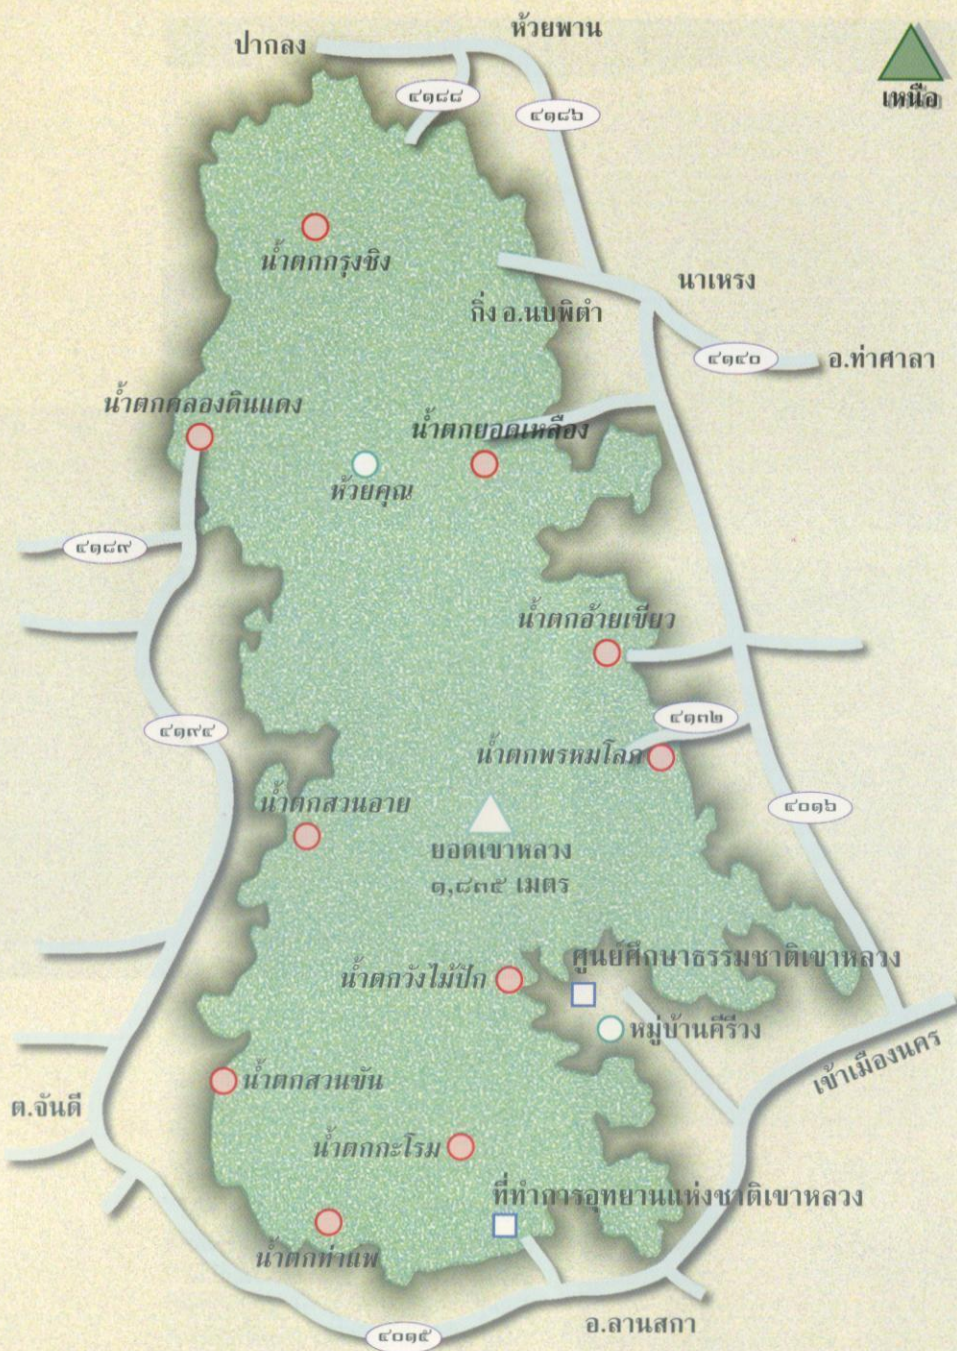 ห้วยพาน
ปากลง
เหนือ
๔๑๘๘
๔๑๘๖
น้ำตกกรุงชิง
นาเหรง
กิ่ง อ.นบพิตำ
๔๑๔๐
อ.ท่าศาลา
น้ำตกคลองดินแดง
น้ำตกยอดเหลือง
ห้วยคุณ
๔๑๘๙
น้ำตกอ้ายเขียว
๔๑๓๒
๔๑๙๔
น้ำตกพรหมโลก
น้ำตกสวนอาย
๔๐๑๖
ยอดเขาหลวง
๑,๘๓๕ เมตร
ศูนย์ศึกษาธรรมชาติเขาหลวง
น้ำตกวังไม้ปัก
หมู่บ้านคีรีวง
เข้าเมืองนคร
น้ำตกสวนขัน
ต.จันดี
น้ำตกกะโรม
ที่ทำการอุทยานแห่งชาติเขาหลวง
น้ำตกท่าแพ
อ.ลานสกา
๔๐๑๕